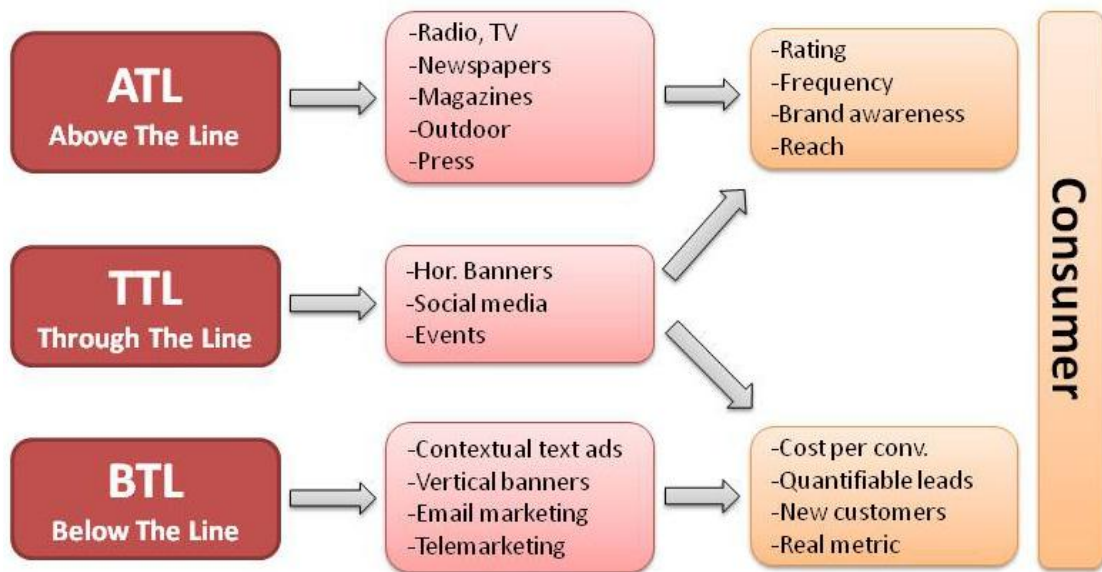 ATL
Above The Line
-Radio, TV
-Newspapers
-Magazines
-Outdoor
-Press
-Rating
-Frequency
-Brand awareness
-Reach
TTL
Through The Line
-Hor. Banners
-Social media
-Events
BTL
Below The Line
-Contextual text ads
-Vertical banners
-Email marketing
-Telemarketing
-Cost per conv.
-Quantifiable leads
-New customers
-Real metric
Consumer